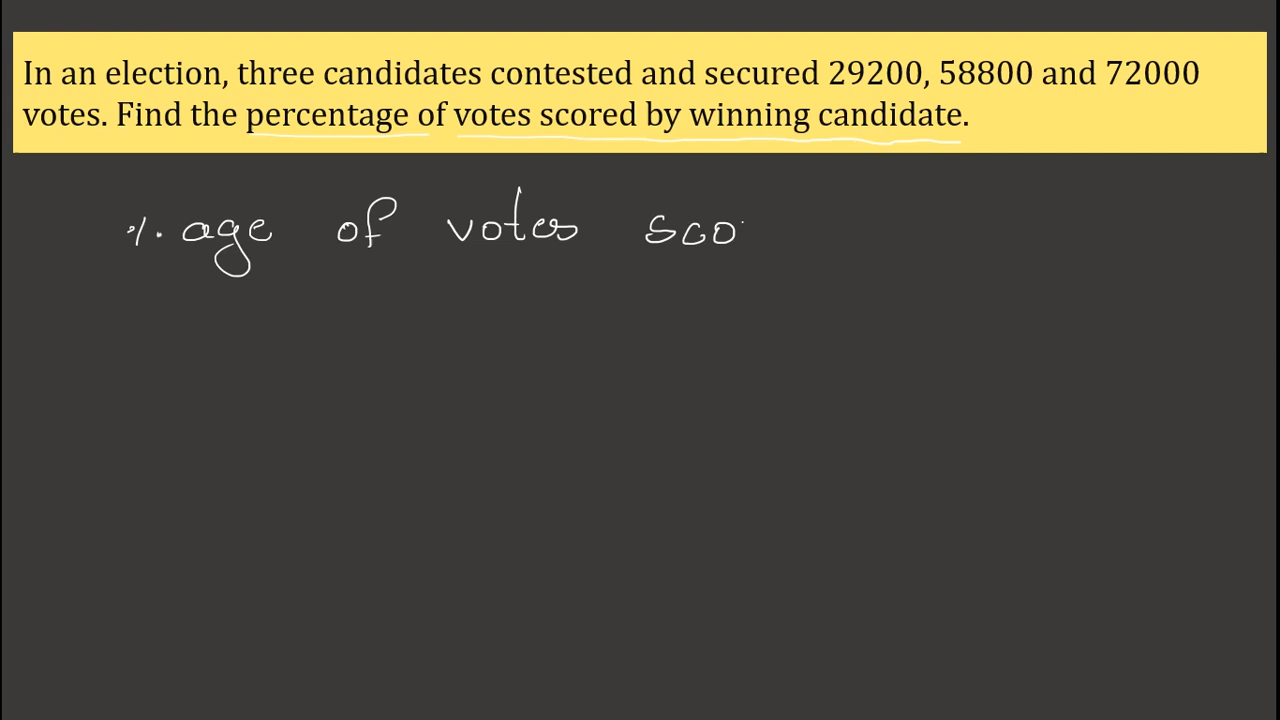 In an election, three candidates contested and secured 29200, 58800 and 72000
votes. Find the percentage of votes scored by winning candidate.
%age of votes sco